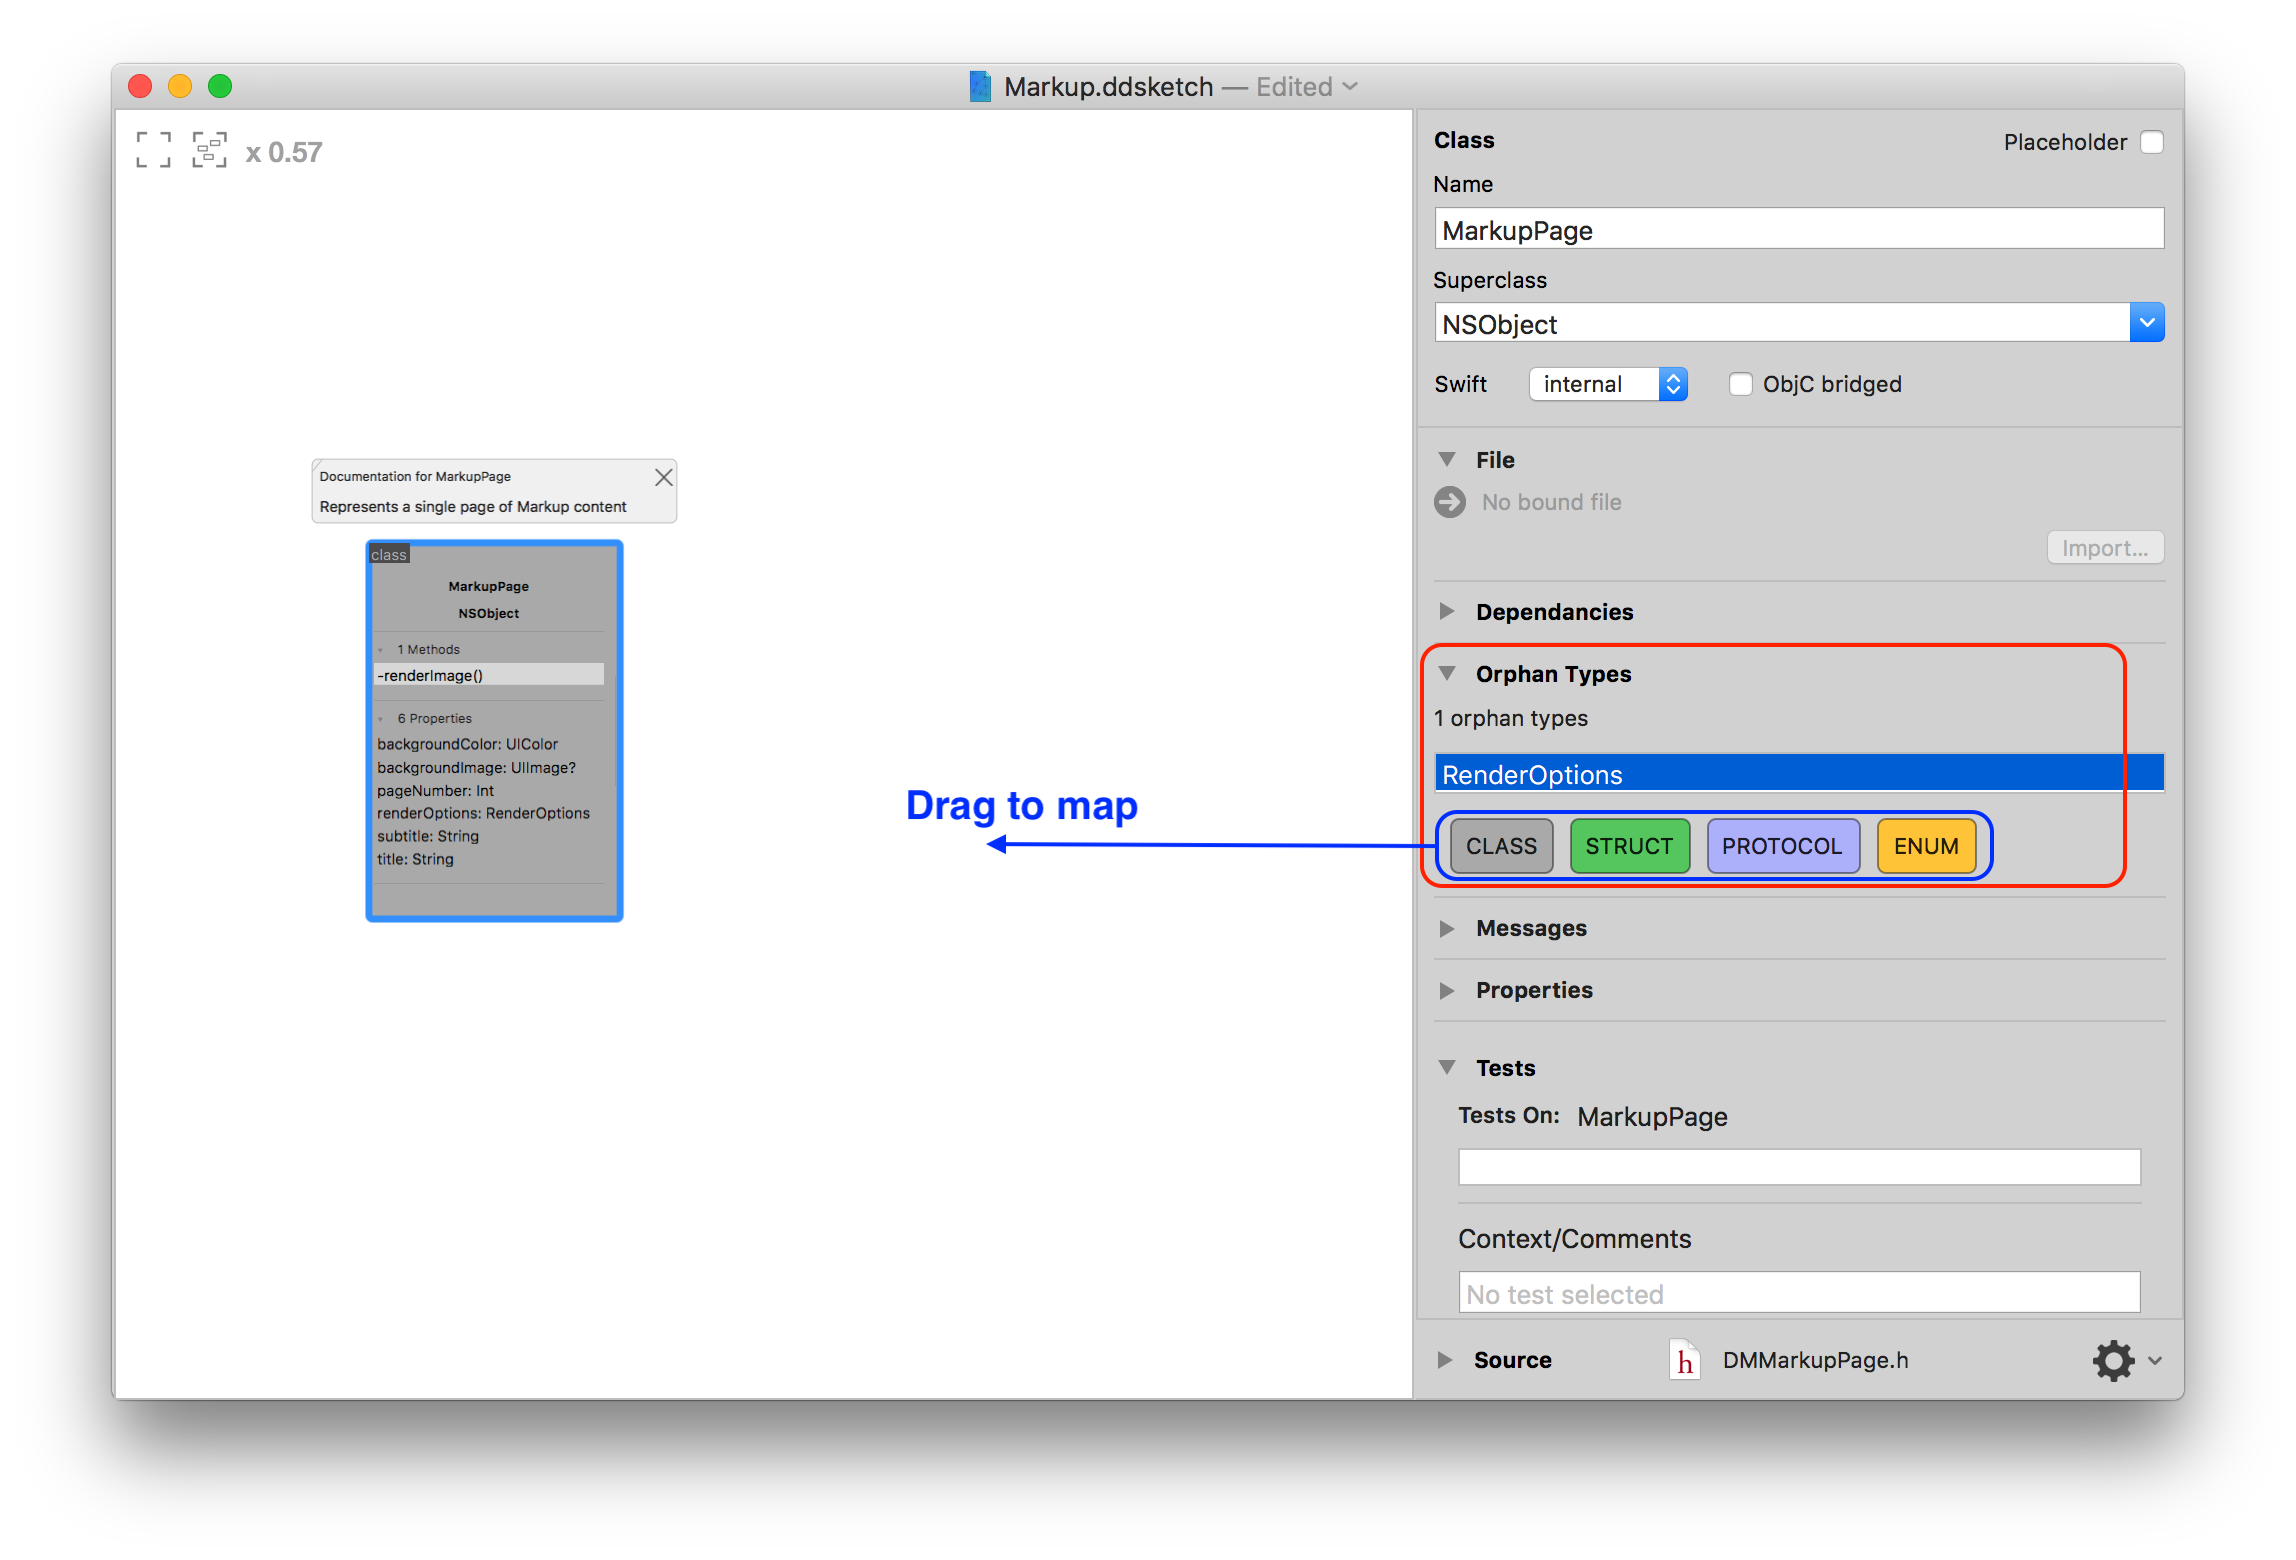 Markup.ddsketch — Edited
x 0.57
Documentation for MarkupPage
Represents a single page of Markup content
class
MarkupPage
NSObject
1 Methods
-renderImage()
6 Properties
backgroundColor: UIColor
backgroundImage: UIImage?
pageNumber: Int
renderOptions: RenderOptions
subtitle: String
title: String
Drag to map
Class
Placeholder
Name
MarkupPage
Superclass
NSObject
Swift
internal
ObjC bridged
File
No bound file
Import...
Dependancies
Orphan Types
1 orphan types
RenderOptions
CLASS STRUCT PROTOCOL ENUM
Messages
Properties
Tests
Tests On: MarkupPage
Context/Comments
No test selected
Source
h
DMMarkupPage.h